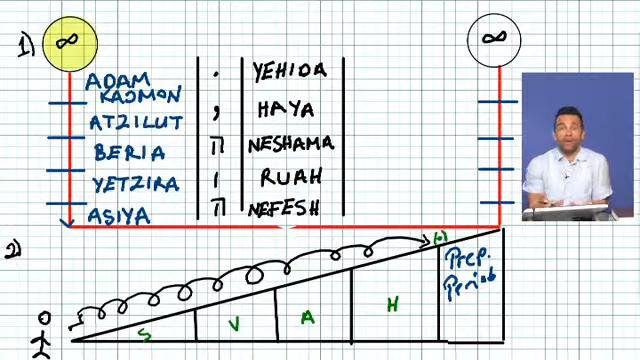 1)
∞
∞
ADAM
KADMON
ATZILUT
BERIA
YETZIRA
ASIYA
YEHIDA
HAYA
NESHAMA
RUAH
NEFESH
2)
S
V
A
H
Prep.
Period